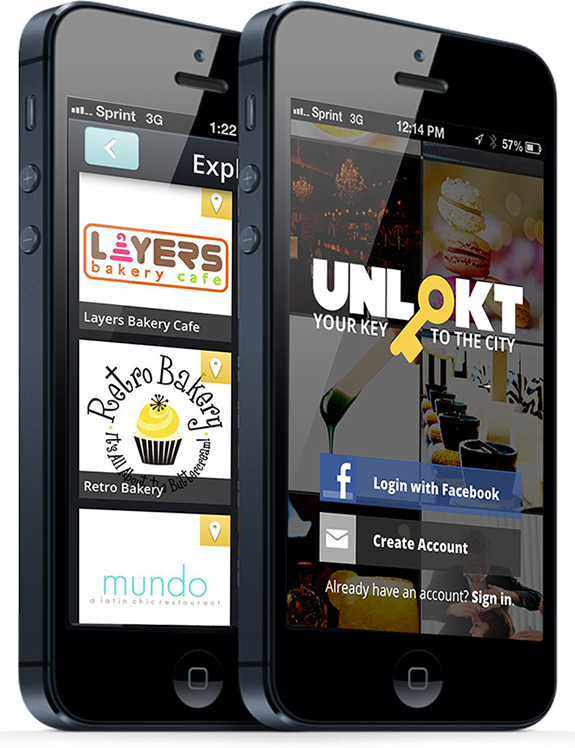 Sprint 3G
1:22
Expl
LAYERS
bakery cafe
Layers Bakery Cafe
Retro Bakery
It's All About the Buttercream!
Retro Bakery
mundo
a latin chic restaurant
Sprint 3G 12:14 PM 57%
UNLOKT
YOUR KEY TO THE CITY
f Login with Facebook
Create Account
Already have an account? Sign in.